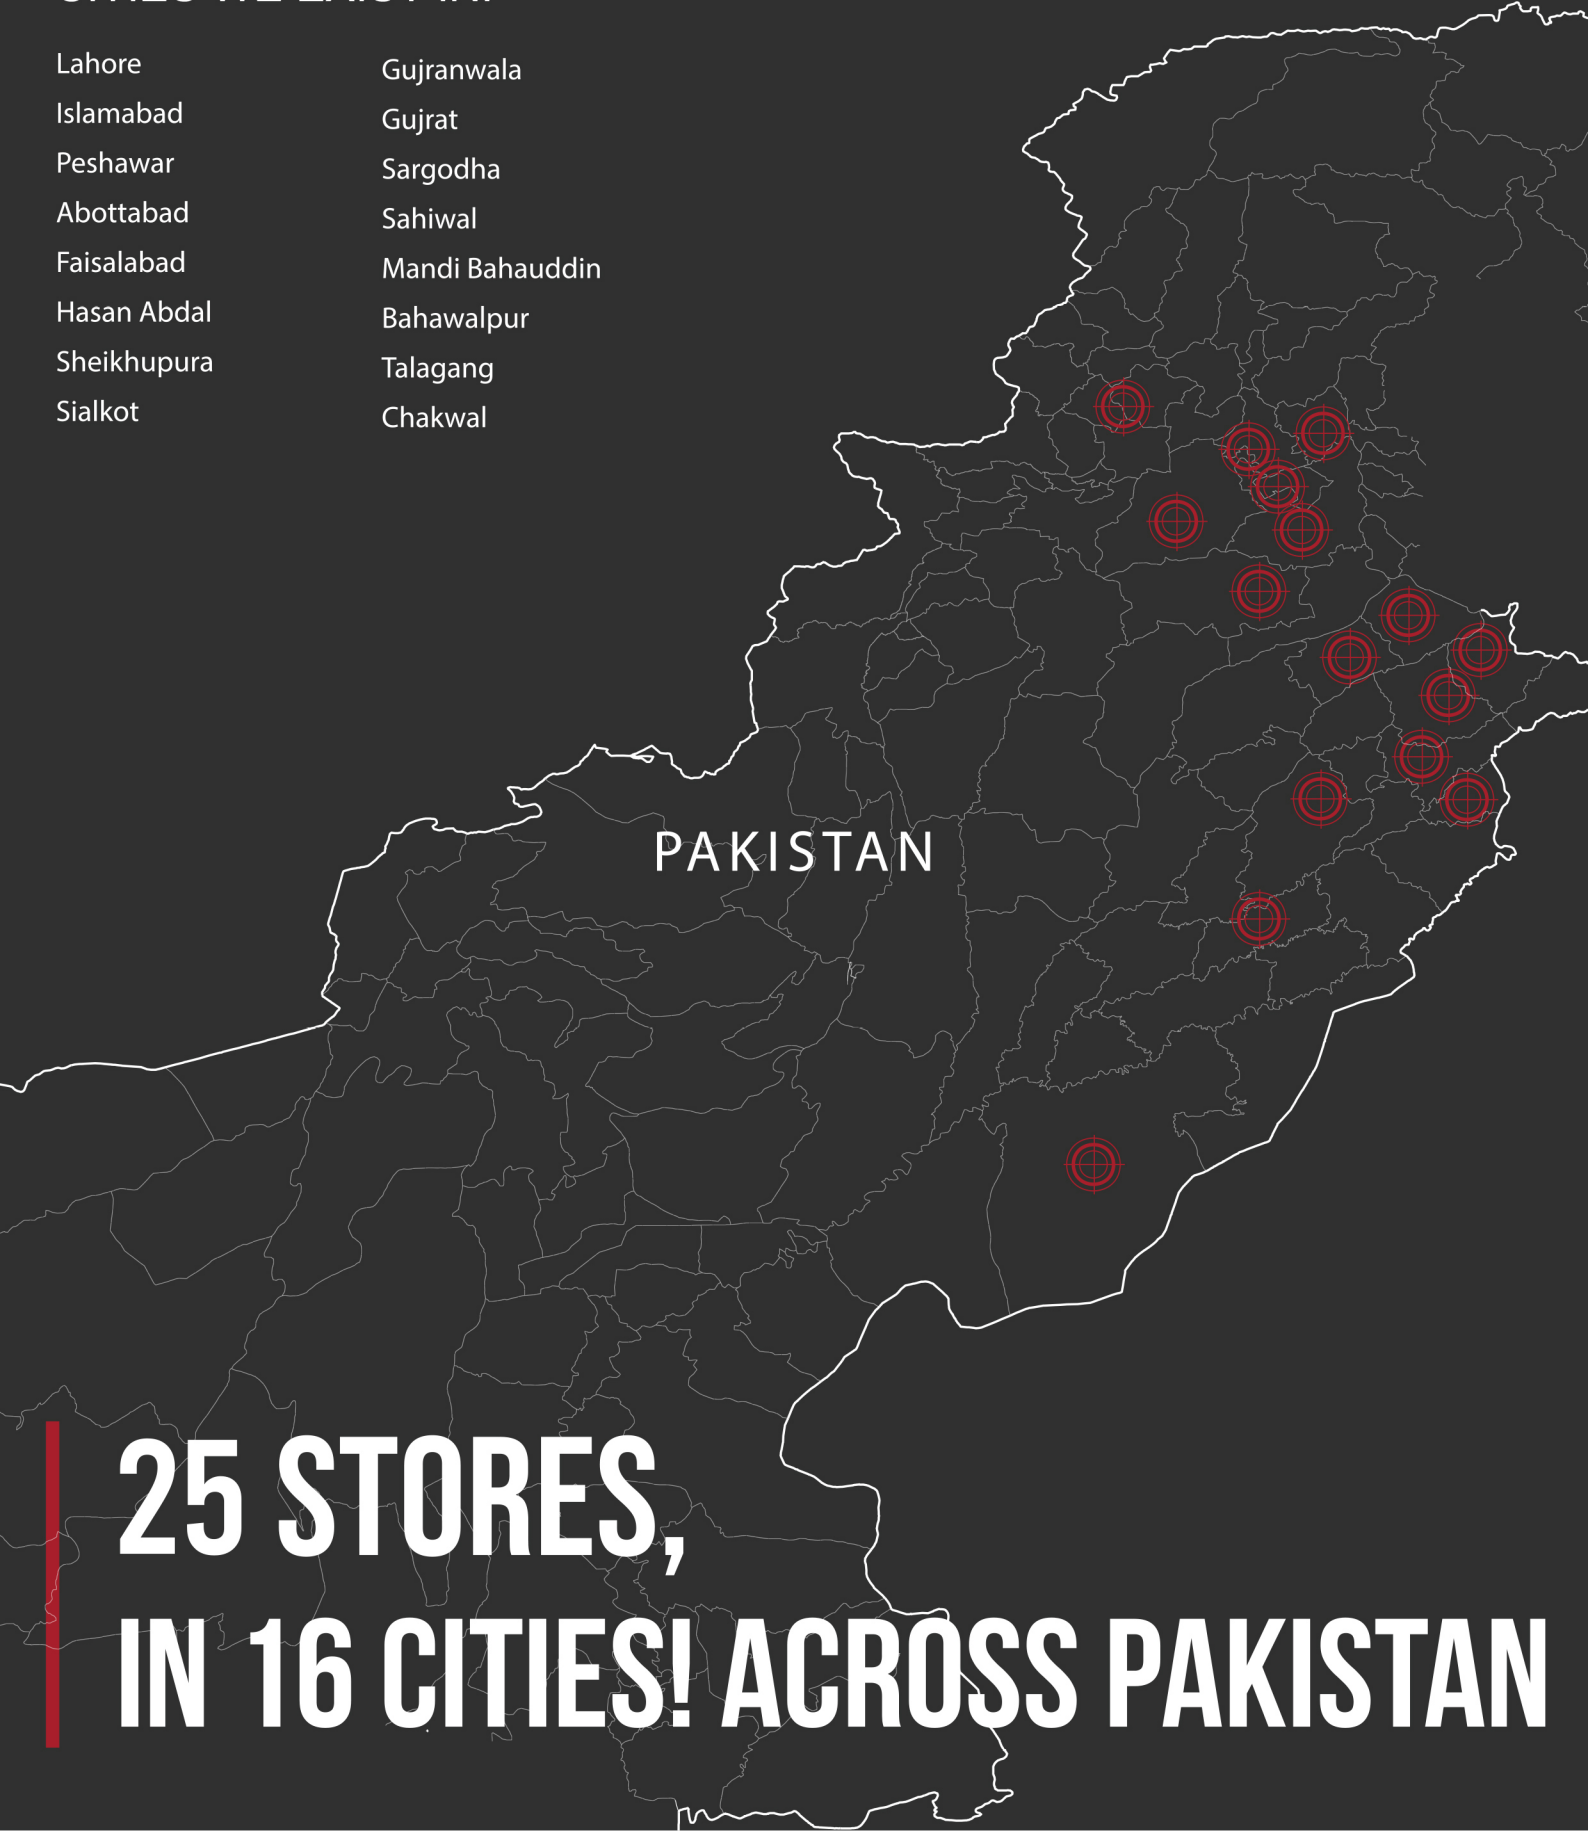 Lahore
Islamabad
Peshawar
Abottabad
Faisalabad
Hasan Abdal
Sheikhupura
Sialkot
Gujranwala
Gujrat
Sargodha
Sahiwal
Mandi Bahauddin
Bahawalpur
Talagang
Chakwal
PAKISTAN
25 STORES,
IN 16 CITIES! ACROSS PAKISTAN